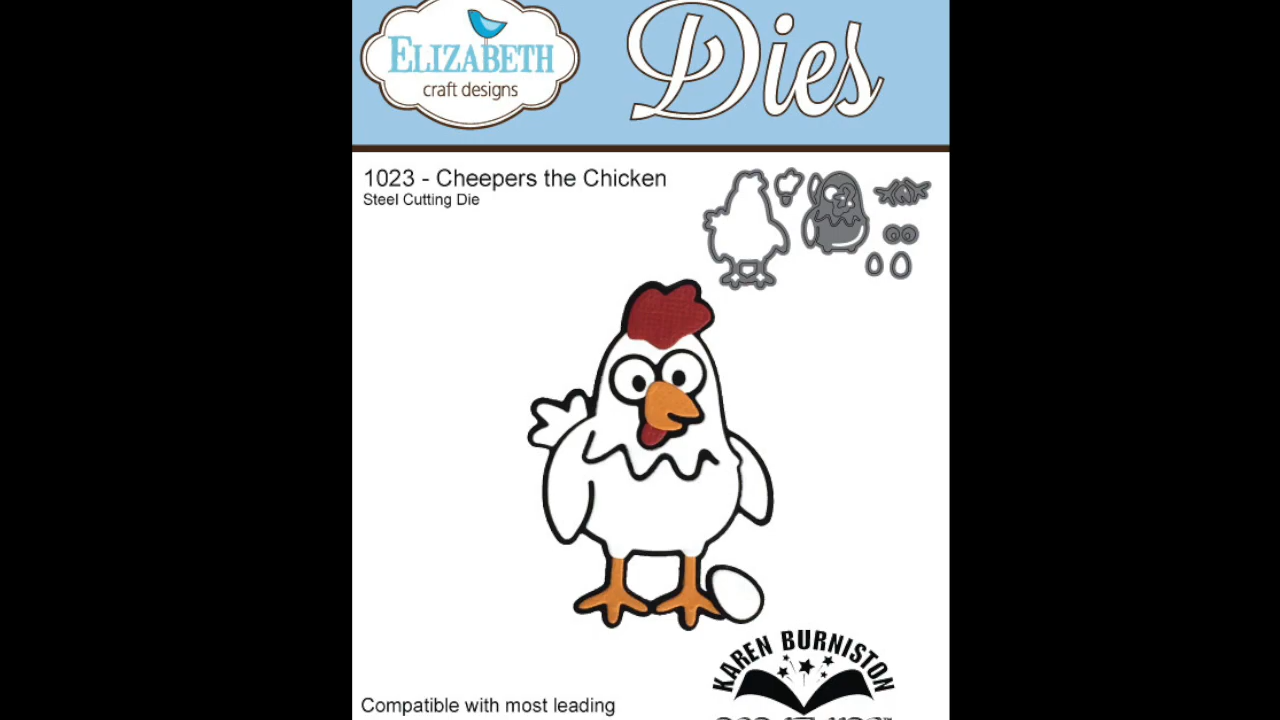 ELIZABETH
craft designs
Dies
1023 - Cheepers the Chicken
Steel Cutting Die
KAREN BURNISTON
Compatible with most leading